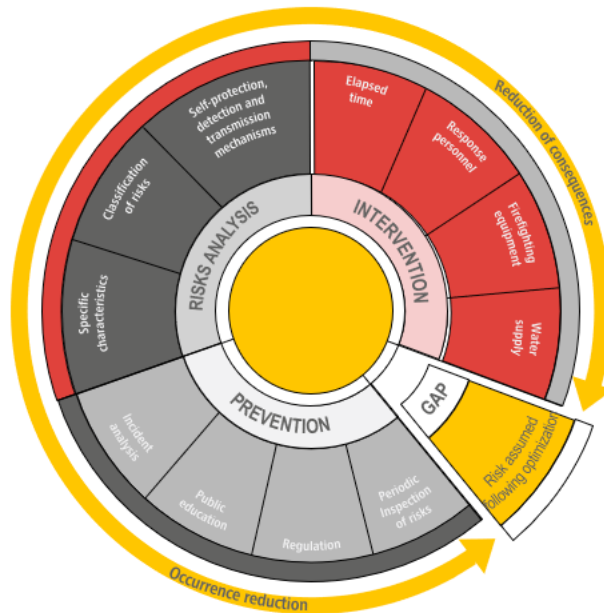 Reduction of consequences
Elapsed
time
Response
personnel
Firefighting
equipment
Water
supply
INTERVENTION
Self-protection,
detection and
transmission
mechanisms
Classification
of risks
Specific
characteristics
RISKS ANALYSIS
GAP
Risk assumed
following optimization
PREVENTION
Incident
analysis
Public
education
Regulation
Periodic
Inspection
of risks
Occurrence reduction